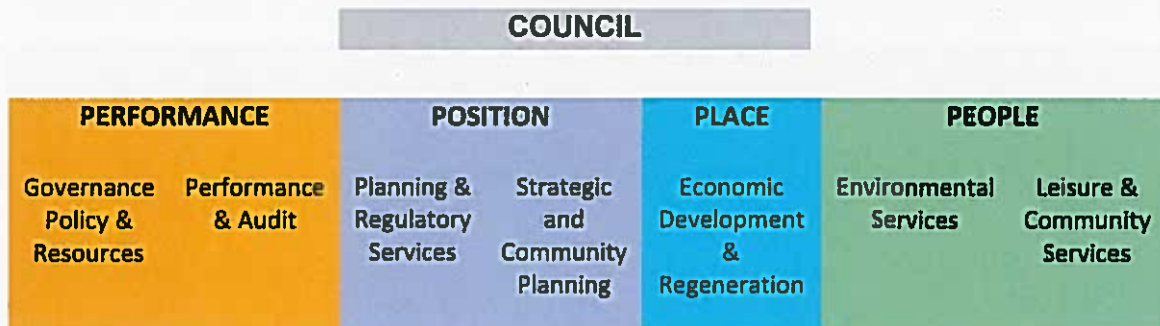 COUNCIL
PERFORMANCE
Governance
Policy &
Resources
Performance
& Audit
POSITION
Planning &
Regulatory
Services
Strategic
and
Community
Planning
PLACE
Economic
Development
&
Regeneration
PEOPLE
Environmental
Services
Leisure &
Community
Services